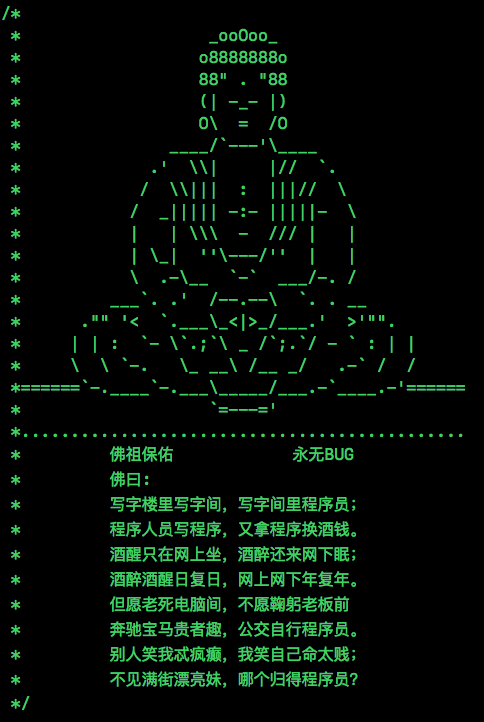 /*
 *                   _ooOoo_
 *                  o8888888o
 *                  88" . "88
 *                  (| -_- |)
 *                  O\  =  /O
 *               ____/`---'\____
 *             .'  \\|     |//  `.
 *            /  \\|||  :  |||//  \
 *           /  _||||| -:- |||||-  \
 *           |   | \\\  -  /// |   |
 *           | \_|  ''\---/''  |   |
 *           \  .-\__  `-`  ___/-. /
 *         ___`. .'  /--.--\  `. . __
 *      ."" '<  `.___\_<|>_/___.'  >'"".
 *     | | :  `- \`.;`\ _ /`;.`/ - ` : | |
 *     \  \ `-.   \_ __\ /__ _/   .-` /  /
 *======`-.____`-.___\_____/___.-`____.-'======
 *                   `=---='
 *.............................................
 *         佛祖保佑            永无BUG
 *         佛曰:
 *         写字楼里写字间，写字间里程序员；
 *         程序人员写程序，又拿程序换酒钱。
 *         酒醒只在网上坐，酒醉还来网下眠；
 *         酒醉酒醒日复日，网上网下年复年。
 *         但愿老死电脑间，不愿鞠躬老板前
 *         奔驰宝马贵者趣，公交自行程序员。
 *         别人笑我忒疯癫，我笑自己命太贱；
 *         不见满街漂亮妹，哪个归得程序员?
 */